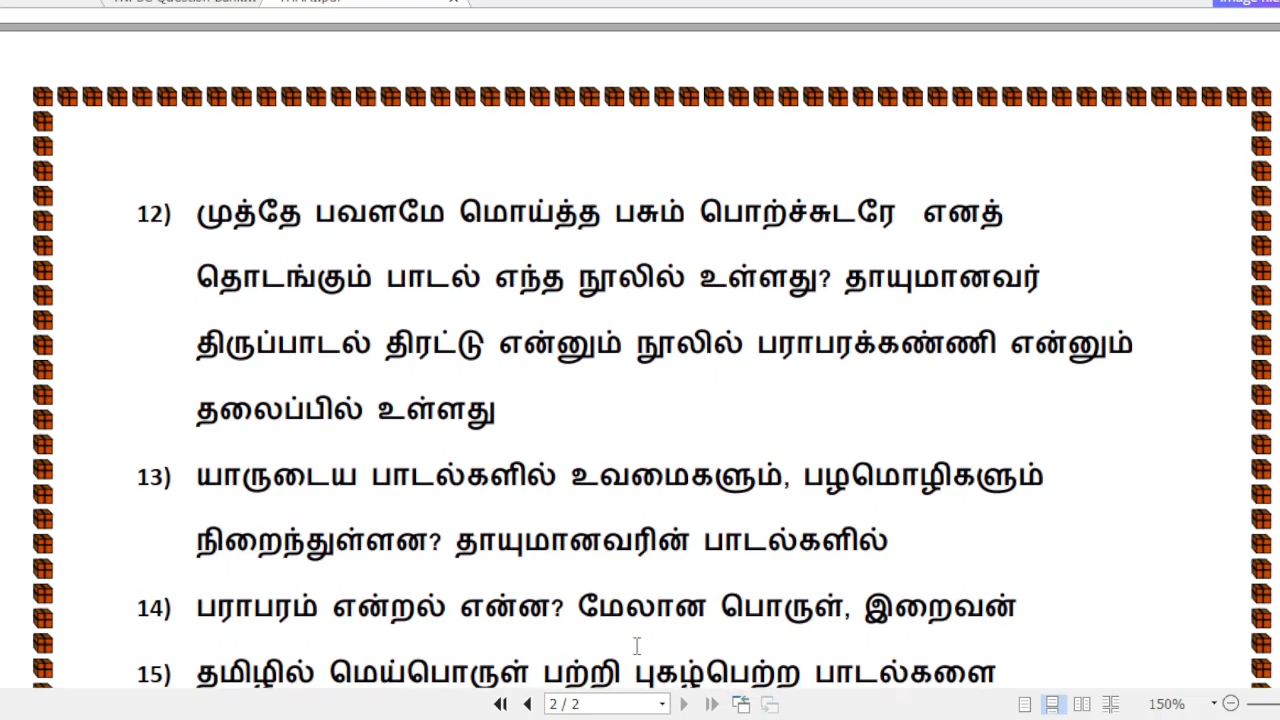 12) முத்தே பவளமே மொய்த்த பசும் பொற்ச்சுடரே எனத்
தொடங்கும் பாடல் எந்த நூலில் உள்ளது? தாயுமானவர்
திருப்பாடல் திரட்டு என்னும் நூலில் பராபரக்கண்ணி என்னும்
தலைப்பில் உள்ளது
13) யாருடைய பாடல்களில் உவமைகளும், பழமொழிகளும்
நிறைந்துள்ளன? தாயுமானவரின் பாடல்களில்
14) பராபரம் என்றல் என்ன? மேலான பொருள், இறைவன்
15) தமிழில் மெய்பொருள் பற்றி புகழ்பெற்ற பாடல்களை
2 / 2
150%